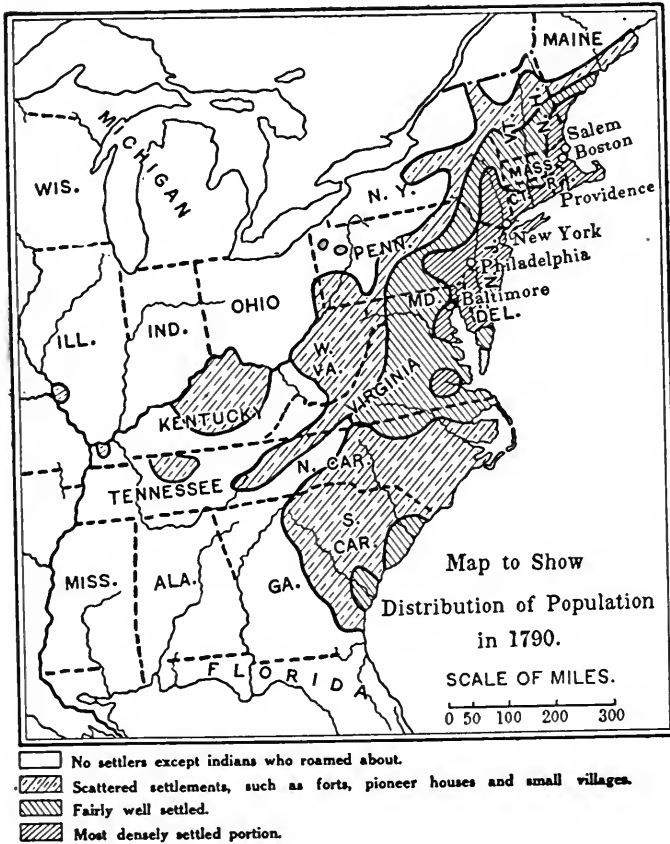 MAINE
Salem
Boston
MASS.
CT.
R.I.
Providence
N. Y.
VT.
N.H.
MICHIGAN
WIS.
PENN.
New York
Philadelphia
N.J.
MD.
Baltimore
DEL.
OHIO
IND.
ILL.
W. VA.
VIRGINIA
KENTUCKY
N. CAR.
TENNESSEE
S. CAR.
MISS.
ALA.
GA.
FLORIDA
Map to Show
Distribution of Population
in 1790.
SCALE OF MILES.
0 50 100 200 300
No settlers except indians who roamed about.
Scattered settlements, such as forts, pioneer houses and small villages.
Fairly well settled.
Most densely settled portion.